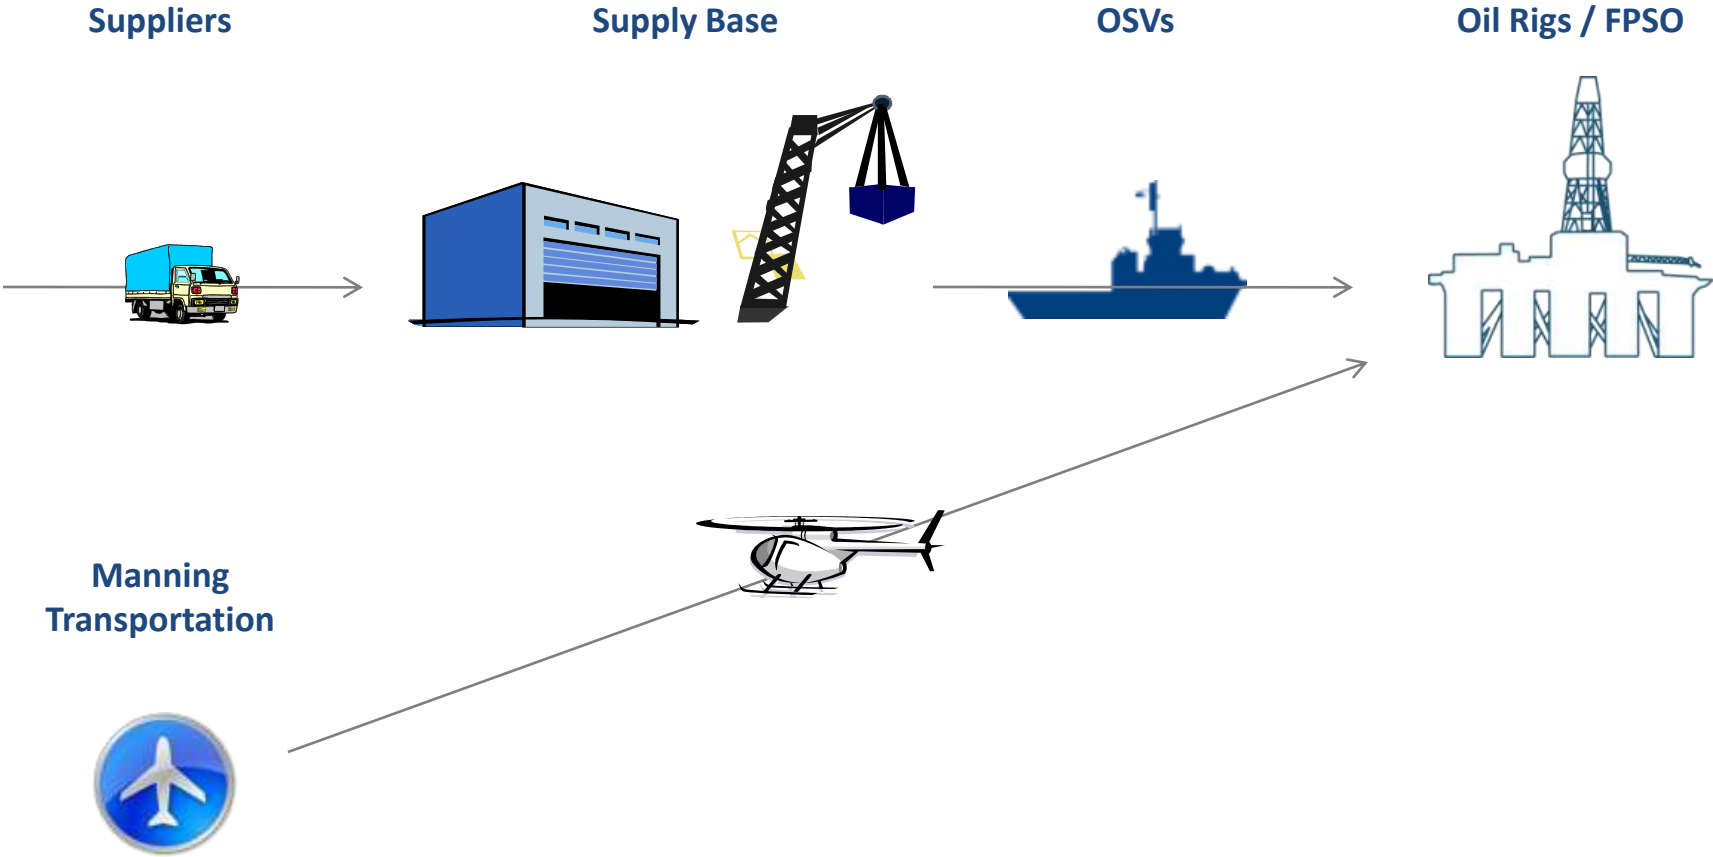 Suppliers
Supply Base
OSVs
Oil Rigs / FPSO
Manning
Transportation